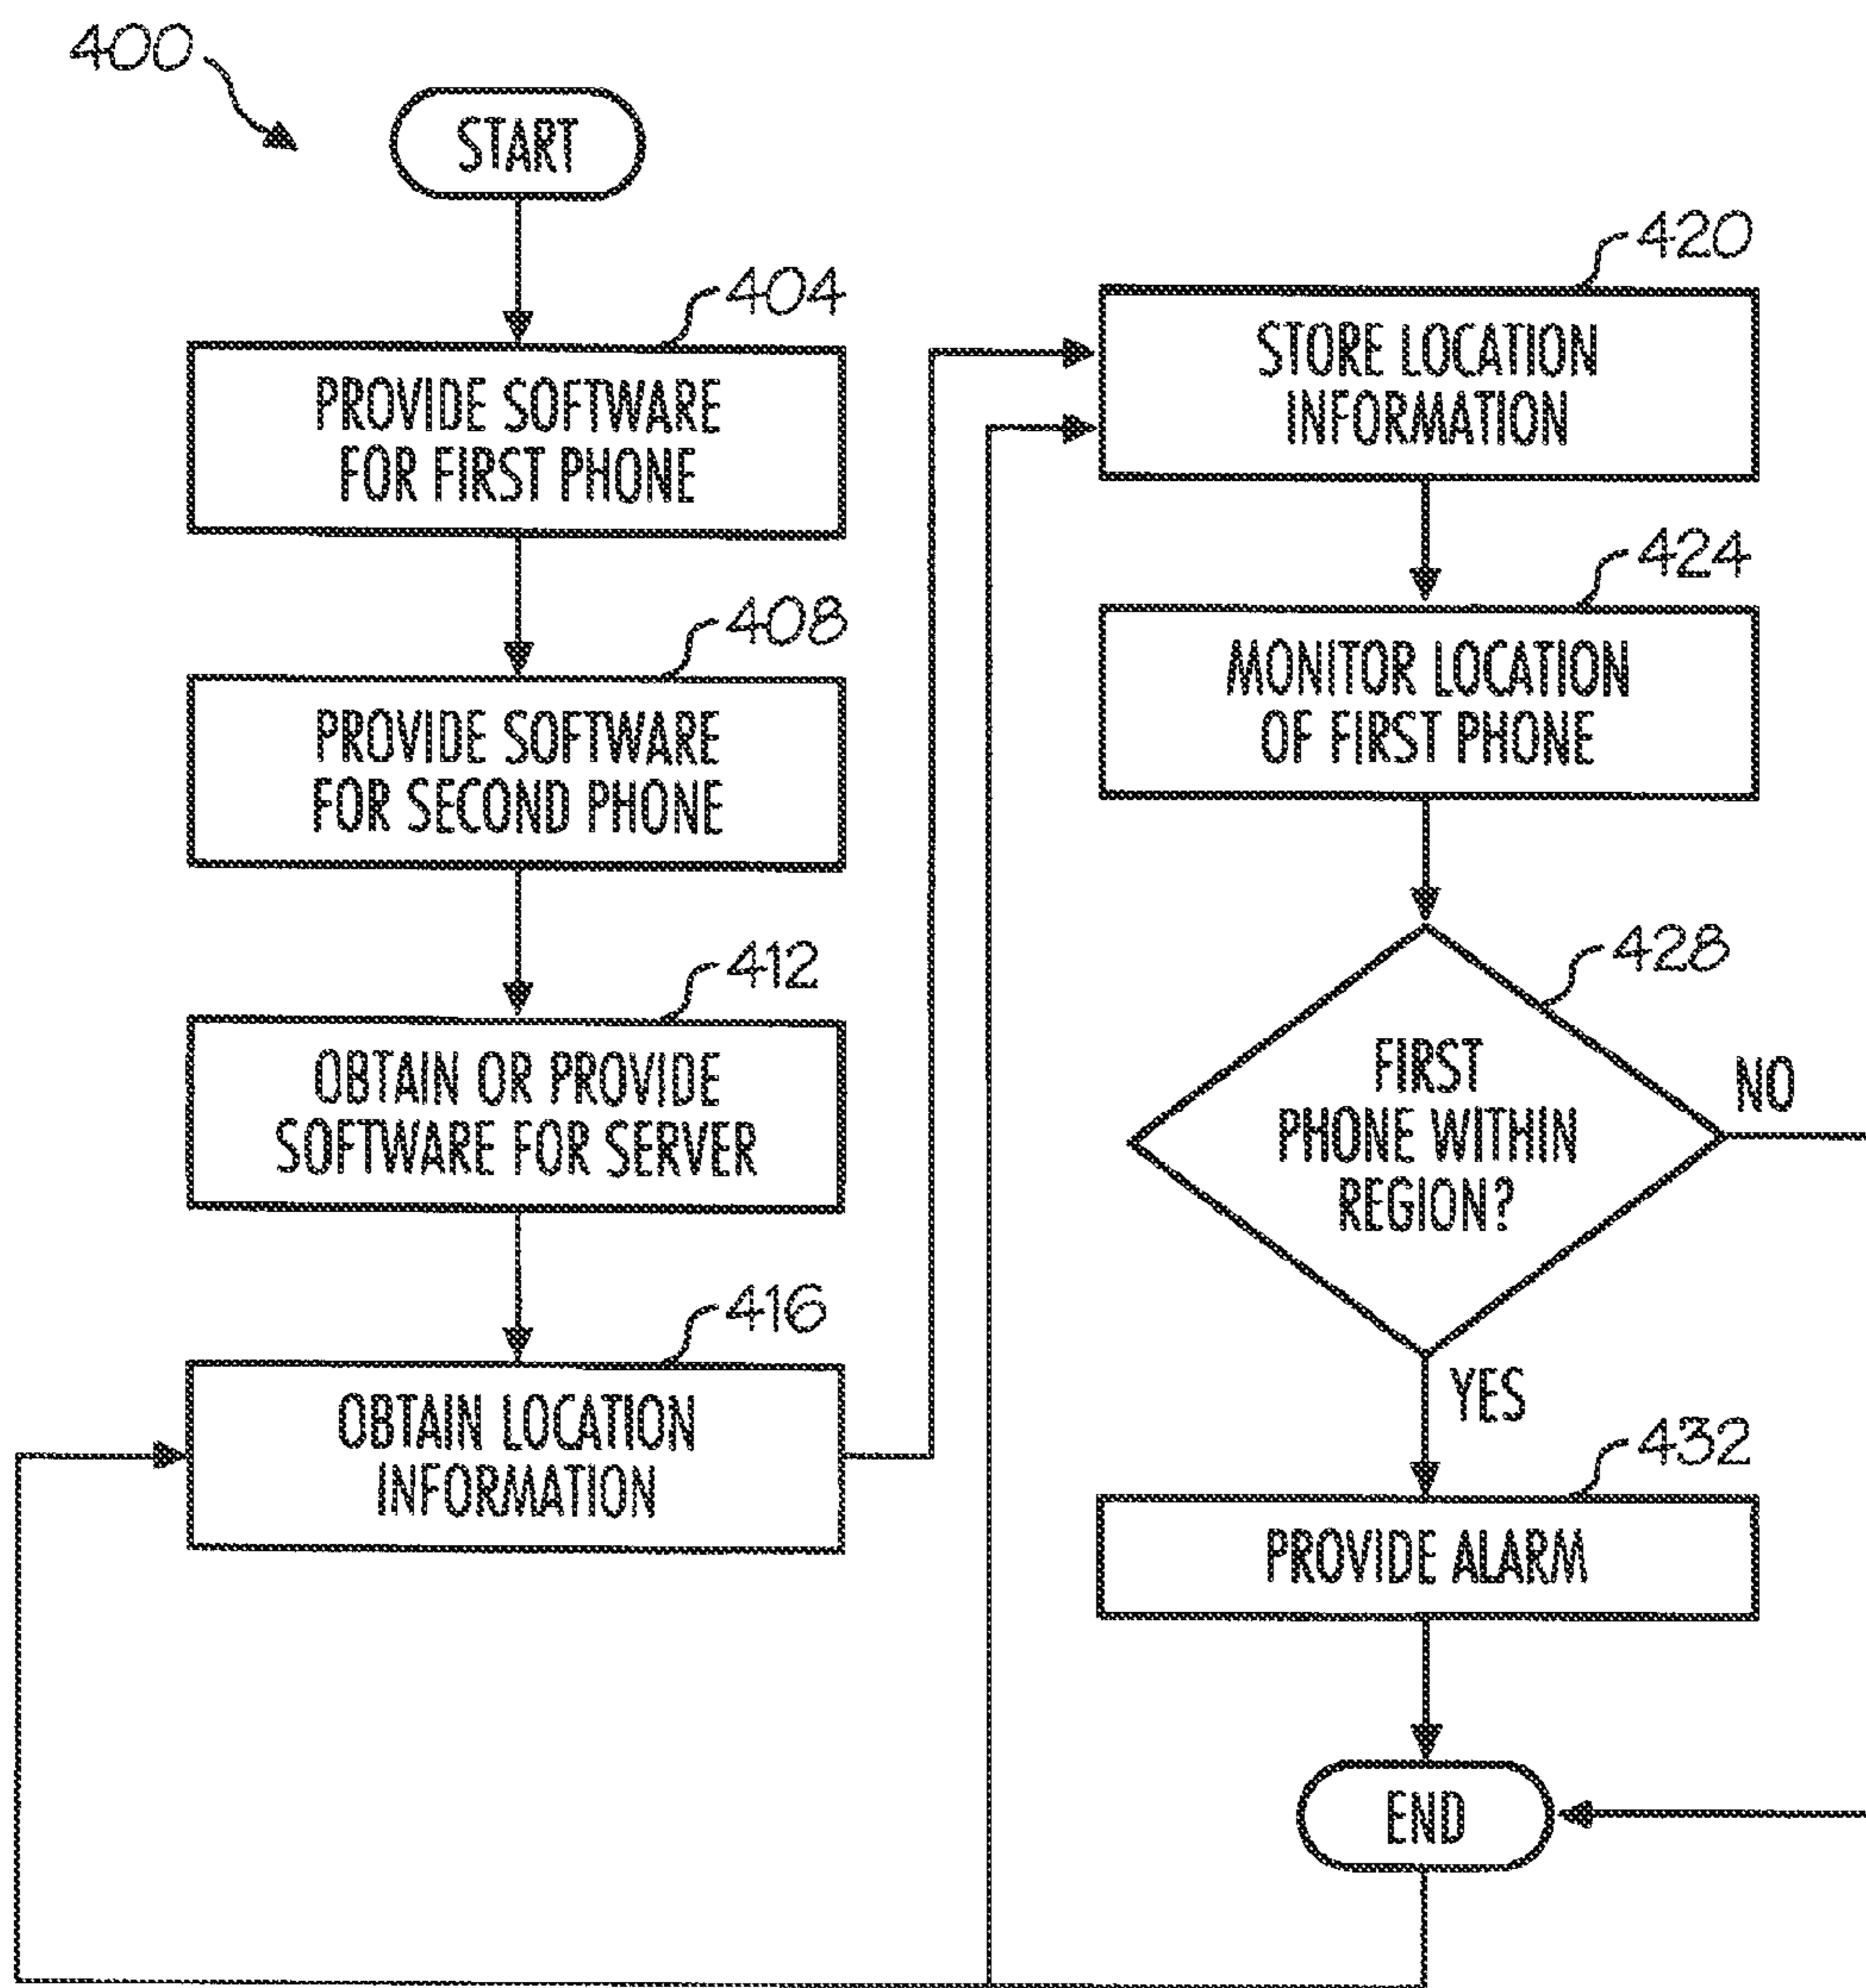 400
START
404
PROVIDE SOFTWARE
FOR FIRST PHONE
408
PROVIDE SOFTWARE
FOR SECOND PHONE
412
OBTAIN OR PROVIDE
SOFTWARE FOR SERVER
416
OBTAIN LOCATION
INFORMATION
420
STORE LOCATION
INFORMATION
424
MONITOR LOCATION
OF FIRST PHONE
428
FIRST
PHONE WITHIN
REGION?
NO
YES
432
PROVIDE ALARM
END